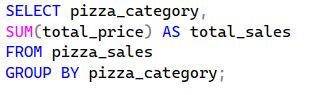 SELECT pizza_category,
SUM(total_price) AS total_sales
FROM pizza_sales
GROUP BY pizza_category;